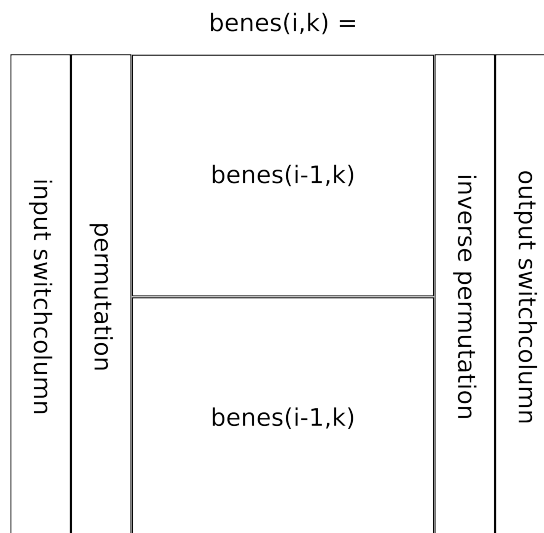 benes(i,k) =
input switchcolumn
permutation
benes(i-1,k)
benes(i-1,k)
inverse permutation
output switchcolumn